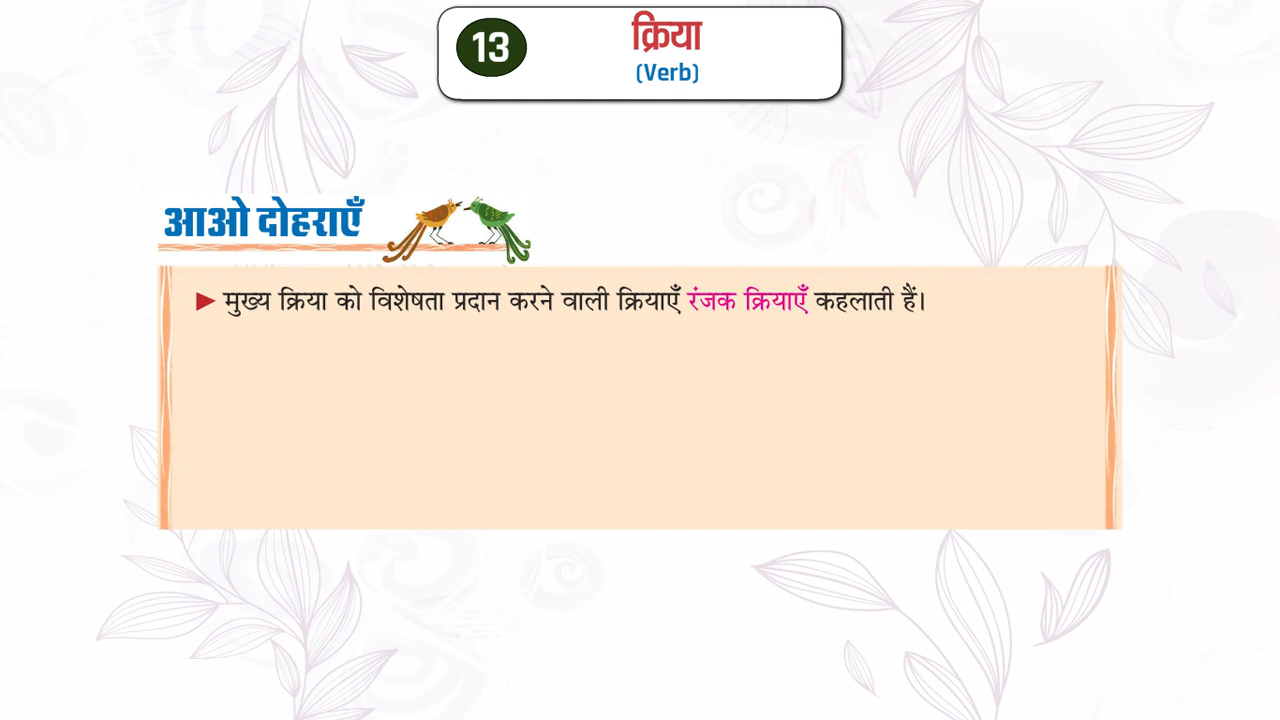 13
क्रिया
(Verb)
आओ दोहराएँ
► मुख्य क्रिया को विशेषता प्रदान करने वाली क्रियाएँ रंजक क्रियाएँ कहलाती हैं।